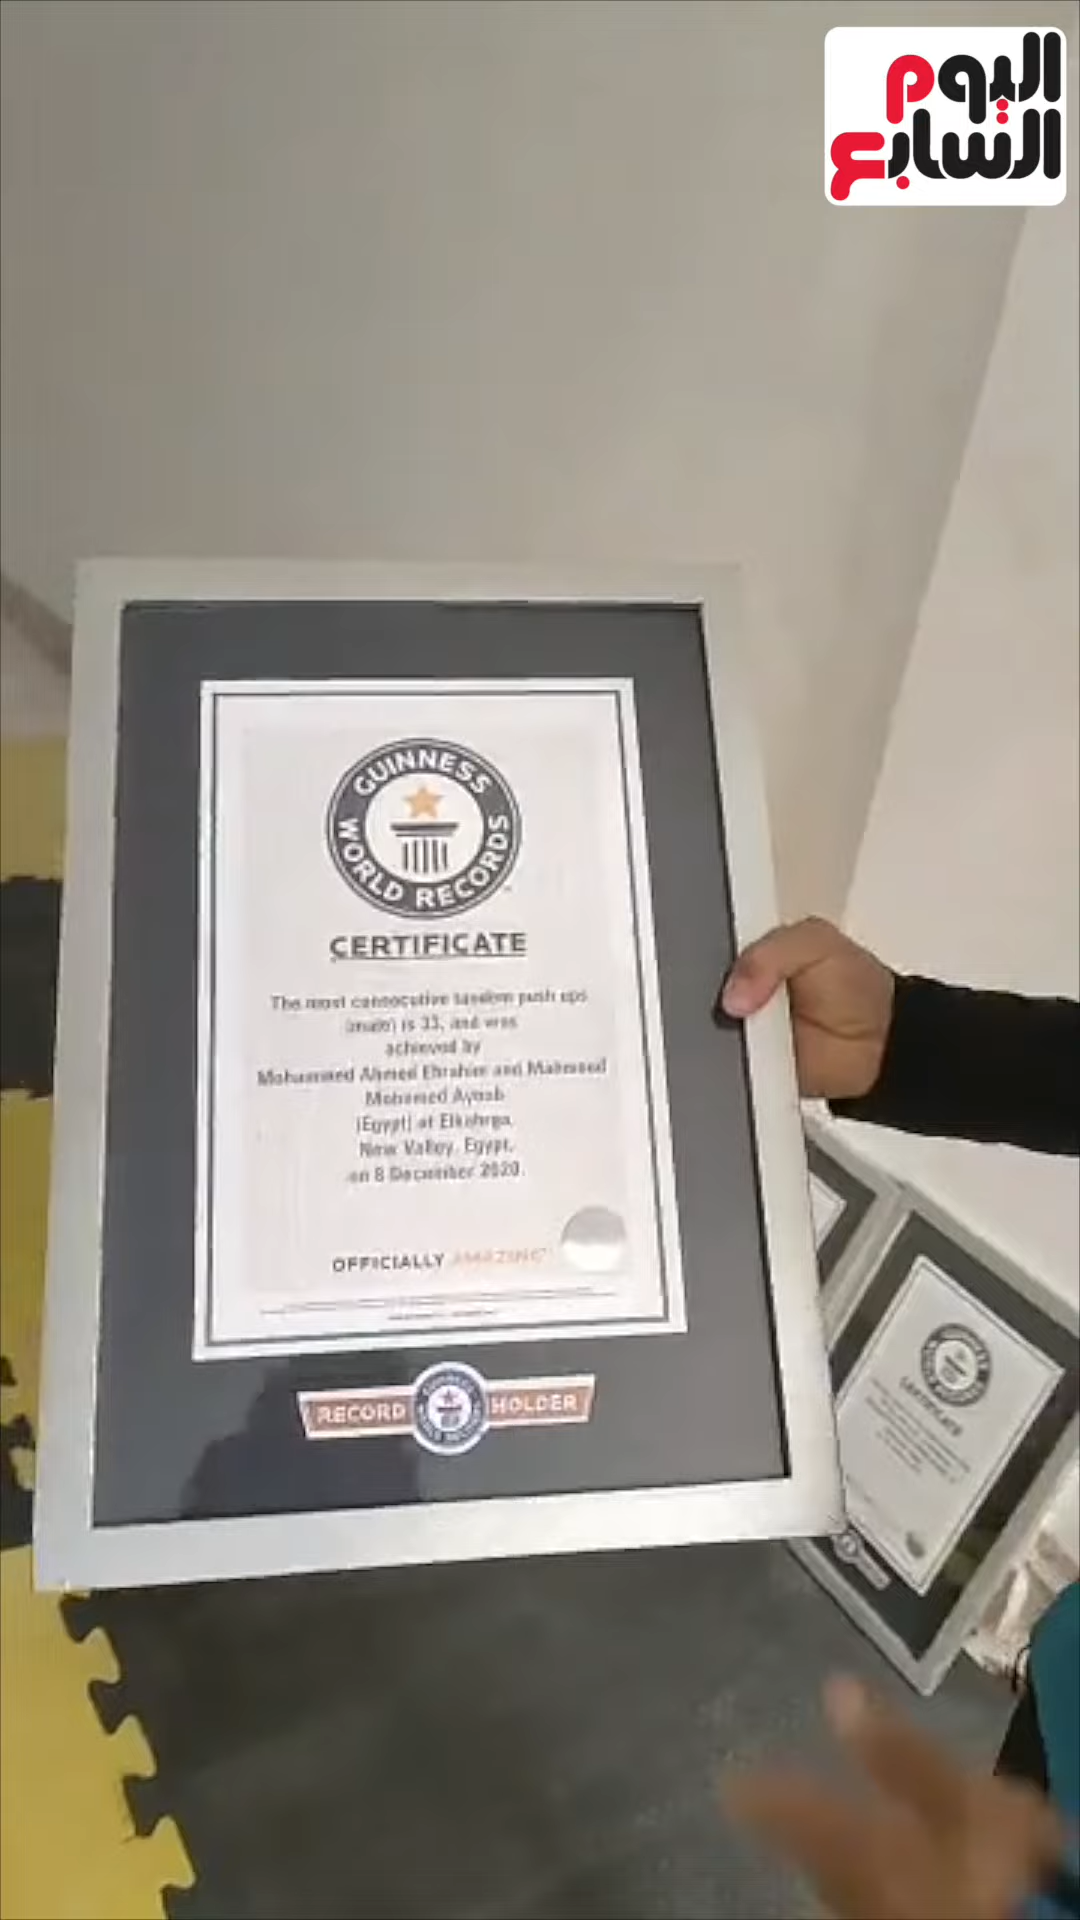 اليوم
السابع
GUINNESS
WORLD RECORDS
CERTIFICATE
The most consecutive tandem push ups
(male) is 33, and was
achieved by
Mohammed Ahmed Ebrahim and Mahmoud
Mohamed Ayoub
(Egypt) at Elkharga,
New Valley, Egypt,
on 8 December 2020.
OFFICIALLY AMAZING
RECORD HOLDER
CERTIFICATE